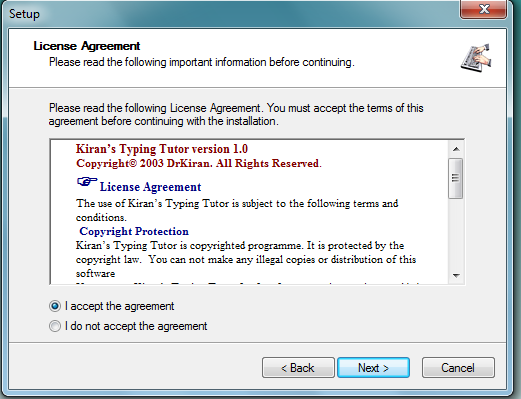 Setup
License Agreement
Please read the following important information before continuing.
Please read the following License Agreement. You must accept the terms of this
agreement before continuing with the installation.
Kiran's Typing Tutor version 1.0
Copyright© 2003 DrKiran. All Rights Reserved.
License Agreement
The use of Kiran's Typing Tutor is subject to the following terms and
conditions.
Copyright Protection
Kiran's Typing Tutor is copyrighted programme. It is protected by the
copyright law. You can not make any illegal copies or distribution of this
software
I accept the agreement
I do not accept the agreement
< Back
Next >
Cancel